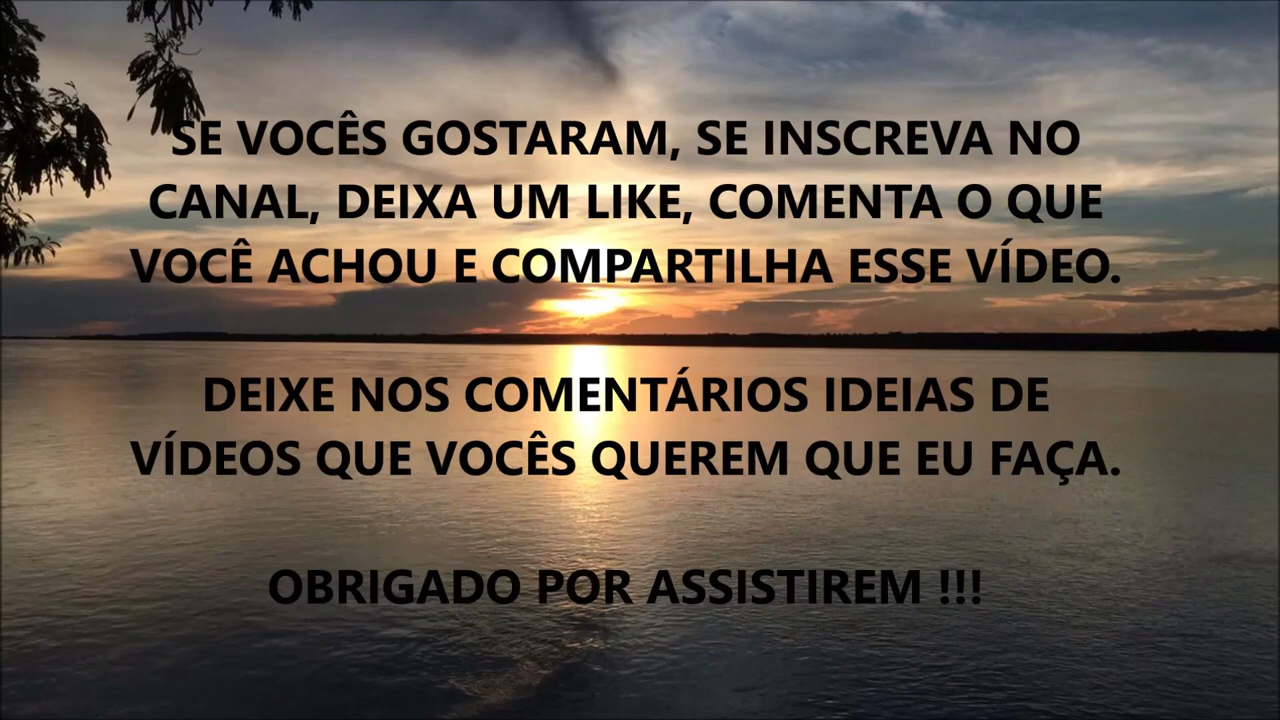 SE VOCÊS GOSTARAM, SE INSCREVA NO
CANAL, DEIXA UM LIKE, COMENTA O QUE
VOCÊ ACHOU E COMPARTILHA ESSE VÍDEO.
DEIXE NOS COMENTÁRIOS IDEIAS DE
VÍDEOS QUE VOCÊS QUEREM QUE EU FAÇA.
OBRIGADO POR ASSISTIREM !!!